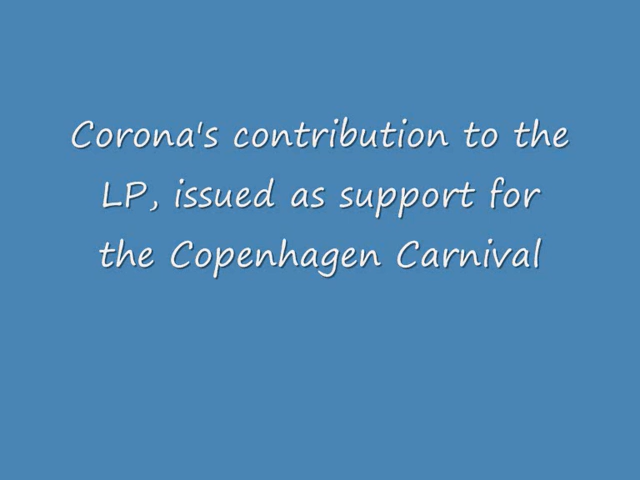 Corona's contribution to the
LP, issued as support for
the Copenhagen Carnival